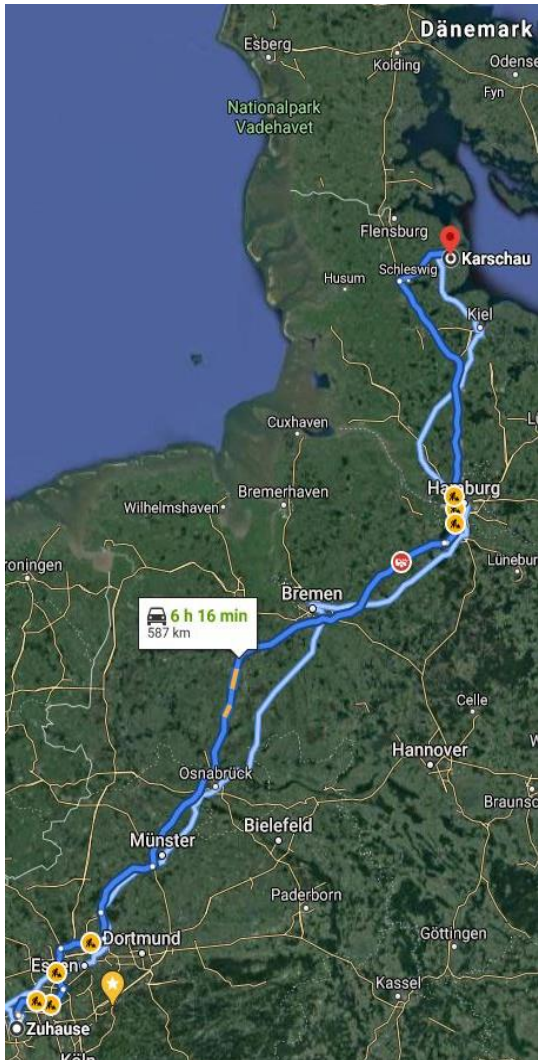 Dänemark
Esberg
Kolding
Odense
Fyn
Nationalpark
Vadehavet
Flensburg
Karschau
Schleswig
Husum
Kiel
Cuxhaven
Hamburg
Wilhelmshaven
Bremerhaven
Lüneburg
roningen
Bremen
6 h 16 min
587 km
Celle
Hannover
Osnabrück
Braunsc
Münster
Bielefeld
Paderborn
Dortmund
Göttingen
Essen
Kassel
Zuhause
Köln